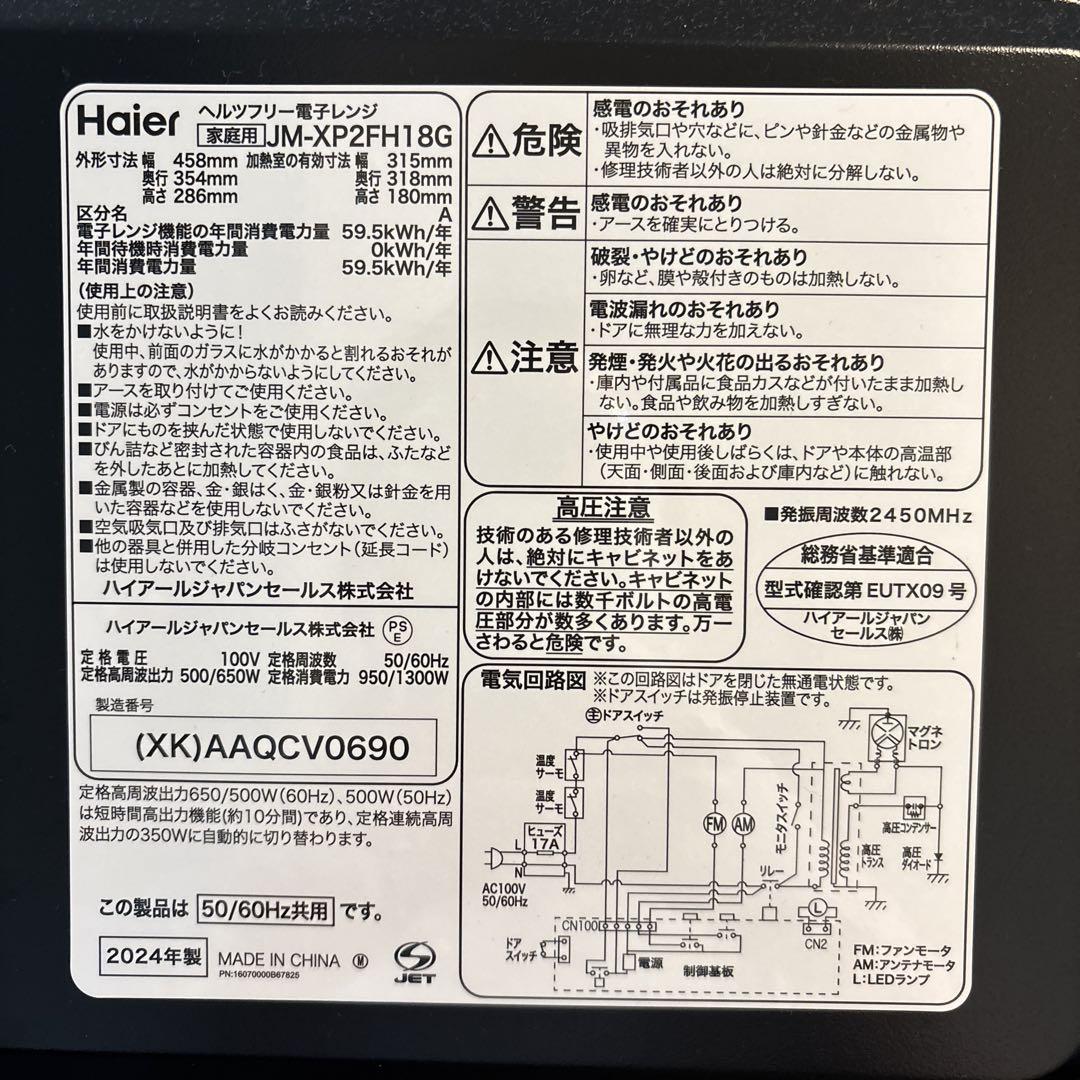 Haier ヘルツフリー電子レンジ
家庭用 JM-XP2FH18G
外形寸法 幅 458mm 加熱室の有効寸法 幅 315mm
奥行 354mm 奥行 318mm
高さ 286mm 高さ 180mm
区分名 A
電子レンジ機能の年間消費電力量 59.5kWh/年
年間待機時消費電力量 0kWh/年
年間消費電力量 59.5kWh/年
(使用上の注意)
使用前に取扱説明書をよくお読みください。
■水をかけないように!
使用中、前面のガラスに水がかかると割れるおそれが
ありますので、水がかからないようにしてください。
■アースを取り付けてご使用ください。
■電源は必ずコンセントをご使用ください。
■ドアにものを挟んだ状態で使用しないでください。
■びん詰など密封された容器内の食品は、ふたなど
を外したあとに加熱してください。
■金属製の容器、金・銀はく、金・銀粉又は針金を用
いた容器などを使用しないでください。
■空気吸気口及び排気口はふさがないでください。
■他の器具と併用した分岐コンセント(延長コード)
は使用しないでください。
ハイアールジャパンセールス株式会社
ハイアールジャパンセールス株式会社 PSE
定格電圧 100V 定格周波数 50/60Hz
定格高周波出力 500/650W 定格消費電力 950/1300W
製造番号
(XK)AAQCV0690
定格高周波出力650/500W(60Hz)、500W(50Hz)
は短時間高出力機能(約10分間)であり、定格連続高周
波出力の350Wに自動的に切り替わります。
この製品は 50/60Hz共用 です。
2024年製 MADE IN CHINA Ⓜ JET
PN:16070000B67825
⚠危険
感電のおそれあり
・吸排気口や穴などに、ピンや針金などの金属物や
異物を入れない。
・修理技術者以外の人は絶対に分解しない。
⚠警告
感電のおそれあり
・アースを確実にとりつける。
⚠注意
破裂・やけどのおそれあり
・卵など、膜や殻付きのものは加熱しない。
電波漏れのおそれあり
・ドアに無理な力を加えない。
発煙・発火や火花の出るおそれあり
・庫内や付属品に食品カスなどが付いたまま加熱し
ない。食品や飲み物を加熱しすぎない。
やけどのおそれあり
・使用中や使用後しばらくは、ドアや本体の高温部
(天面・側面・後面および庫内など)に触れない。
高圧注意
技術のある修理技術者以外の
人は、絶対にキャビネットをあ
けないでください。キャビネット
の内部には数千ボルトの高電
圧部分が数多くあります。万一
さわると危険です。
■発振周波数2450MHz
総務省基準適合
型式確認第EUTX09号
ハイアールジャパン
セールス㈱
電気回路図 ※この回路図はドアを閉じた無通電状態です。
※ドアスイッチは発振停止装置です。
㊤ドアスイッチ
マグネ
トロン
温度
サーモ
温度
サーモ
モニタスイッチ
FM AM
高圧コンデンサー
ヒューズ
17A
高圧
トランス
高圧
ダイオード
L
N
リレー
AC100V
50/60Hz
L
CN100
CN2
ドア
スイッチ
電源
制御基板
FM:ファンモータ
AM:アンテナモータ
L:LEDランプ